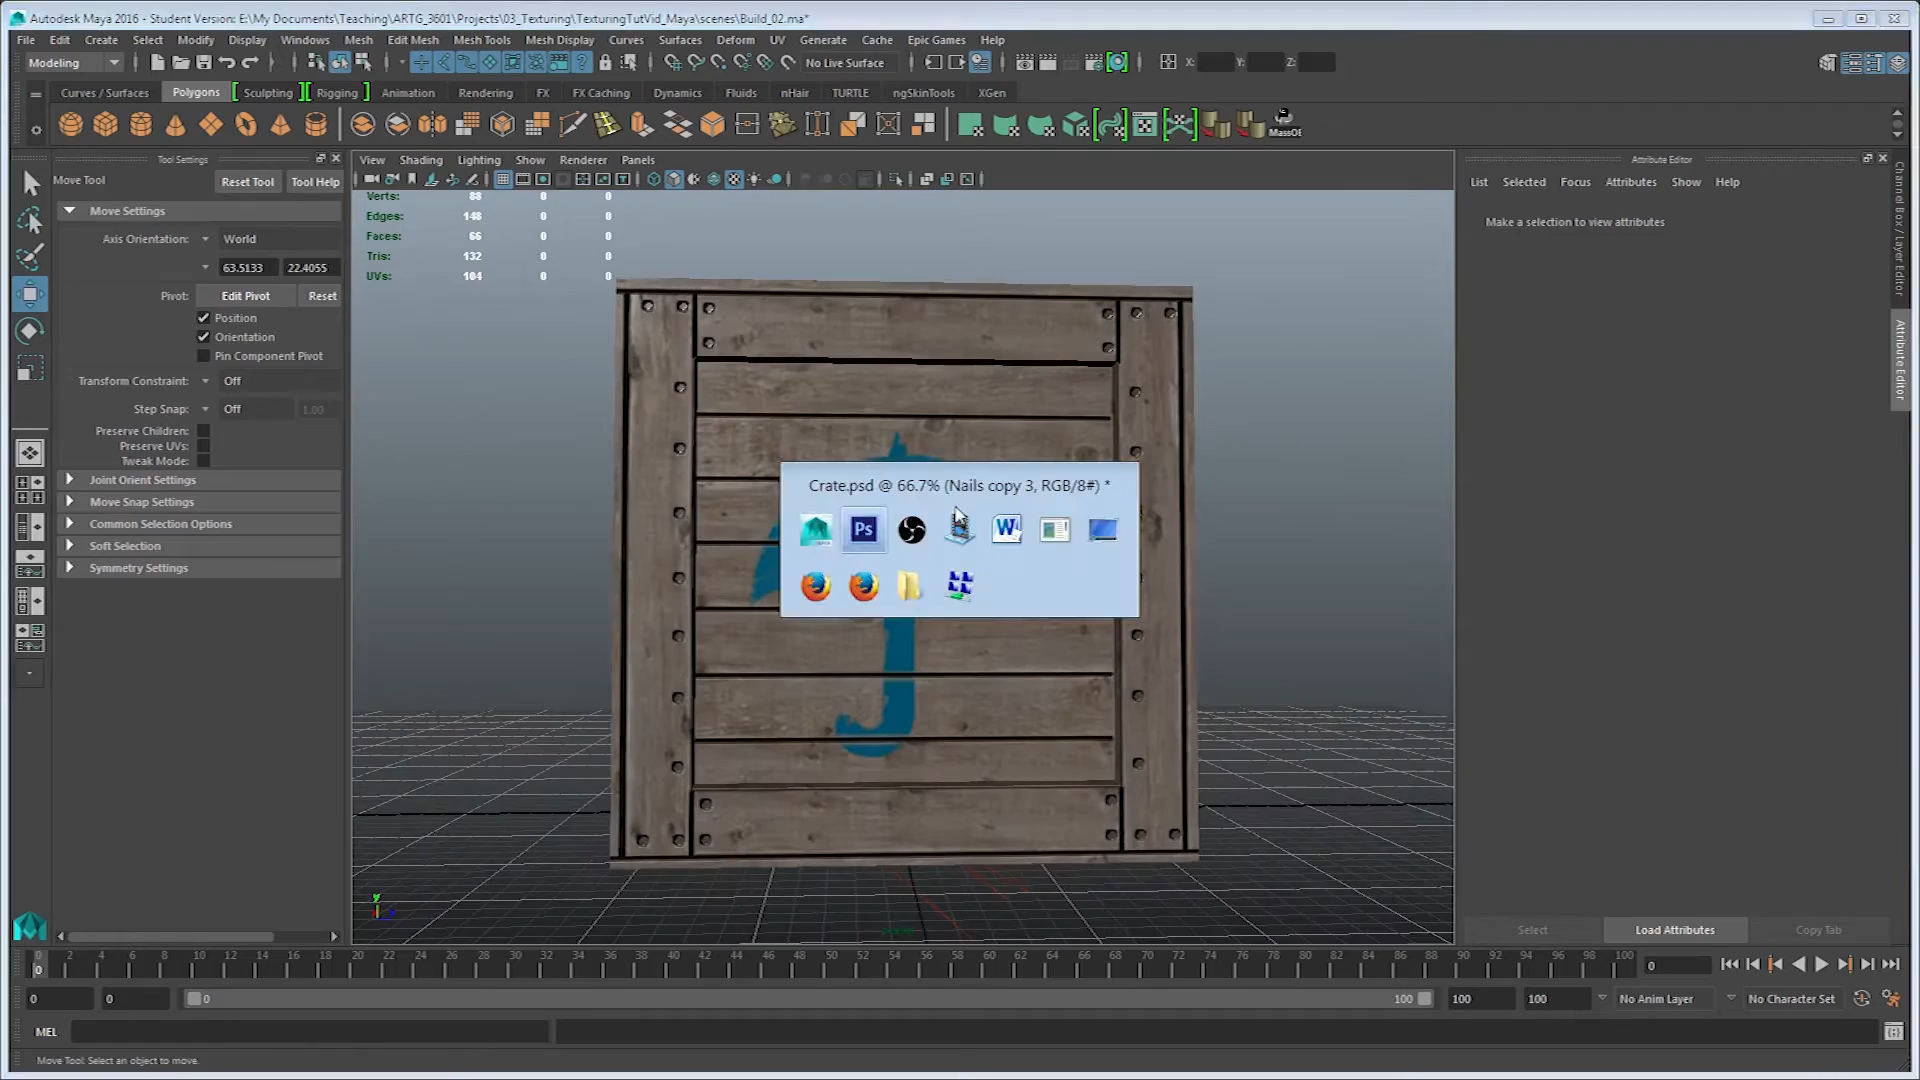 Autodesk Maya 2016 - Student Version: E:\My Documents\Teaching\ARTG_3601\Projects\03_Texturing\TexturingTutVid_Maya\scenes\Build_02.ma*
File Edit Create Select Modify Display Windows Mesh Edit Mesh Mesh Tools Mesh Display Curves Surfaces Deform UV Generate Cache Epic Games Help
Modeling No Live Surface X: Y: Z:
Curves / Surfaces Polygons Sculpting Rigging Animation Rendering FX FX Caching Dynamics Fluids nHair TURTLE ngSkinTools XGen
Tool Settings
Move Tool Reset Tool Tool Help
Move Settings
Axis Orientation: World
63.5133 22.4055
Pivot: Edit Pivot Reset
Position
Orientation
Pin Component Pivot
Transform Constraint: Off
Step Snap: Off 1.00
Preserve Children:
Preserve UVs:
Tweak Mode:
Joint Orient Settings
Move Snap Settings
Common Selection Options
Soft Selection
Symmetry Settings
View Shading Lighting Show Renderer Panels
Verts: 88 0 0
Edges: 148 0 0
Faces: 66 0 0
Tris: 132 0 0
UVs: 104 0 0
Crate.psd @ 66.7% (Nails copy 3, RGB/8#) *
Ps
W
y
Attribute Editor
List Selected Focus Attributes Show Help
Make a selection to view attributes
Channel Box / Layer Editor
Attribute Editor
Select Load Attributes Copy Tab
0 2 4 6 8 10 12 14 16 18 20 22 24 26 28 30 32 34 36 38 40 42 44 46 48 50 52 54 56 58 60 62 64 66 68 70 72 74 76 78 80 82 84 86 88 90 92 94 96 98 100
0 0
0 0 0 100 100 100 No Anim Layer No Character Set
MEL
Move Tool: Select an object to move.